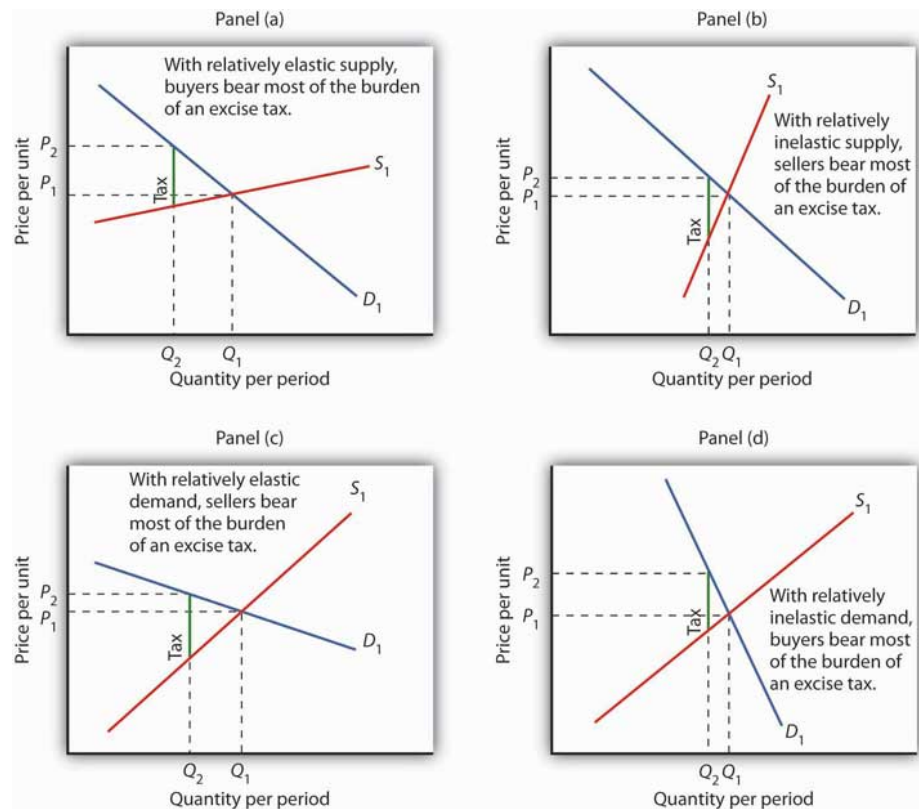 Panel (a)
With relatively elastic supply,
buyers bear most of the burden
of an excise tax.
Price per unit
P2
P1
Tax
S1
D1
Q2 Q1
Quantity per period
Panel (b)
S1
With relatively
inelastic supply,
sellers bear most
of the burden of
an excise tax.
Price per unit
P2
P1
Tax
D1
Q2 Q1
Quantity per period
Panel (c)
With relatively elastic
demand, sellers bear
most of the burden
of an excise tax.
S1
Price per unit
P2
P1
Tax
D1
Q2 Q1
Quantity per period
Panel (d)
S1
Price per unit
P2
P1
Tax
With relatively
inelastic demand,
buyers bear most
of the burden of
an excise tax.
D1
Q2 Q1
Quantity per period